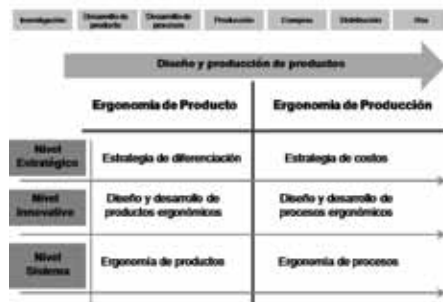 Investigación
Desarrollo de
producto
Desarrollo de
procesos
Producción
Compras
Distribución
Uso
Diseño y producción de productos
Ergonomía de Producto
Ergonomía de Producción
Nivel
Estratégico
Estrategia de diferenciación
Estrategia de costos
Nivel
Innovativo
Diseño y desarrollo de
productos ergonómicos
Diseño y desarrollo de
procesos ergonómicos
Nivel
Sistema
Ergonomía de productos
Ergonomía de procesos